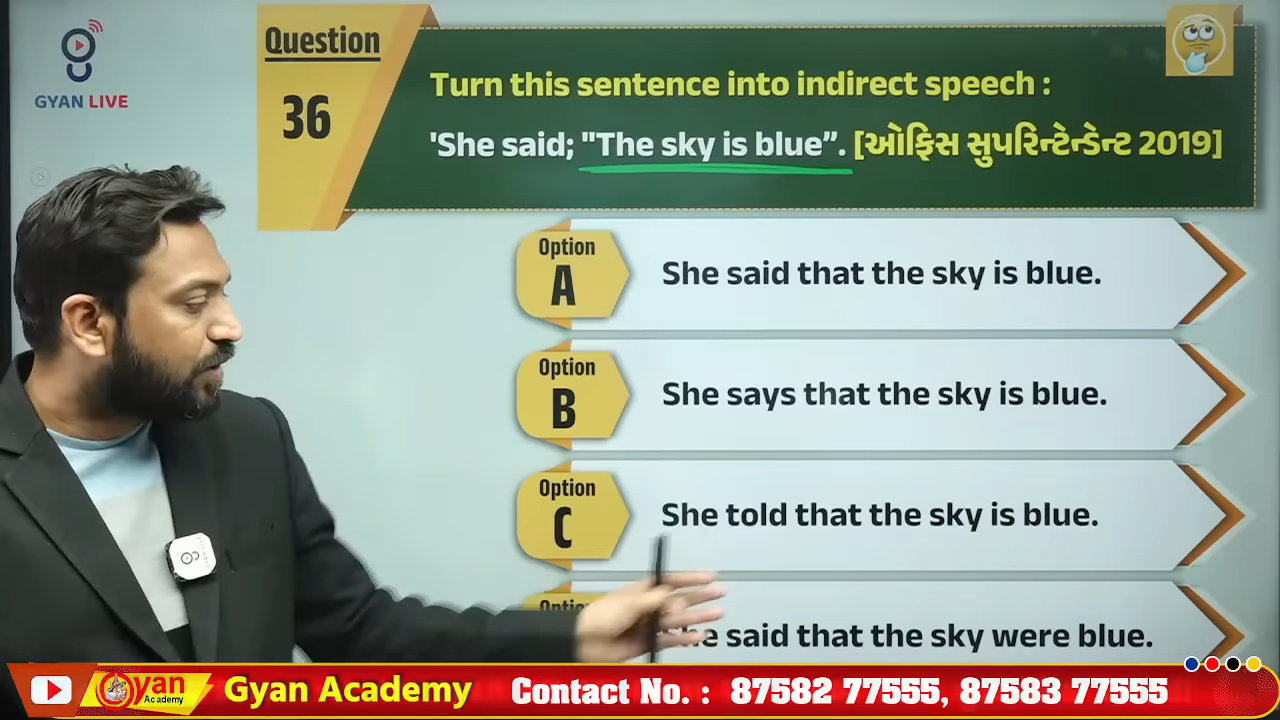 GYAN LIVE
Question
36
Turn this sentence into indirect speech :
'She said; "The sky is blue”. [ઓફિસ સુપરિન્ટેન્ડેન્ટ 2019]
Option
A
She said that the sky is blue.
Option
B
She says that the sky is blue.
Option
C
She told that the sky is blue.
said that the sky were blue.
Gyan
Academy
Gyan Academy
Contact No. : 87582 77555, 87583 77555